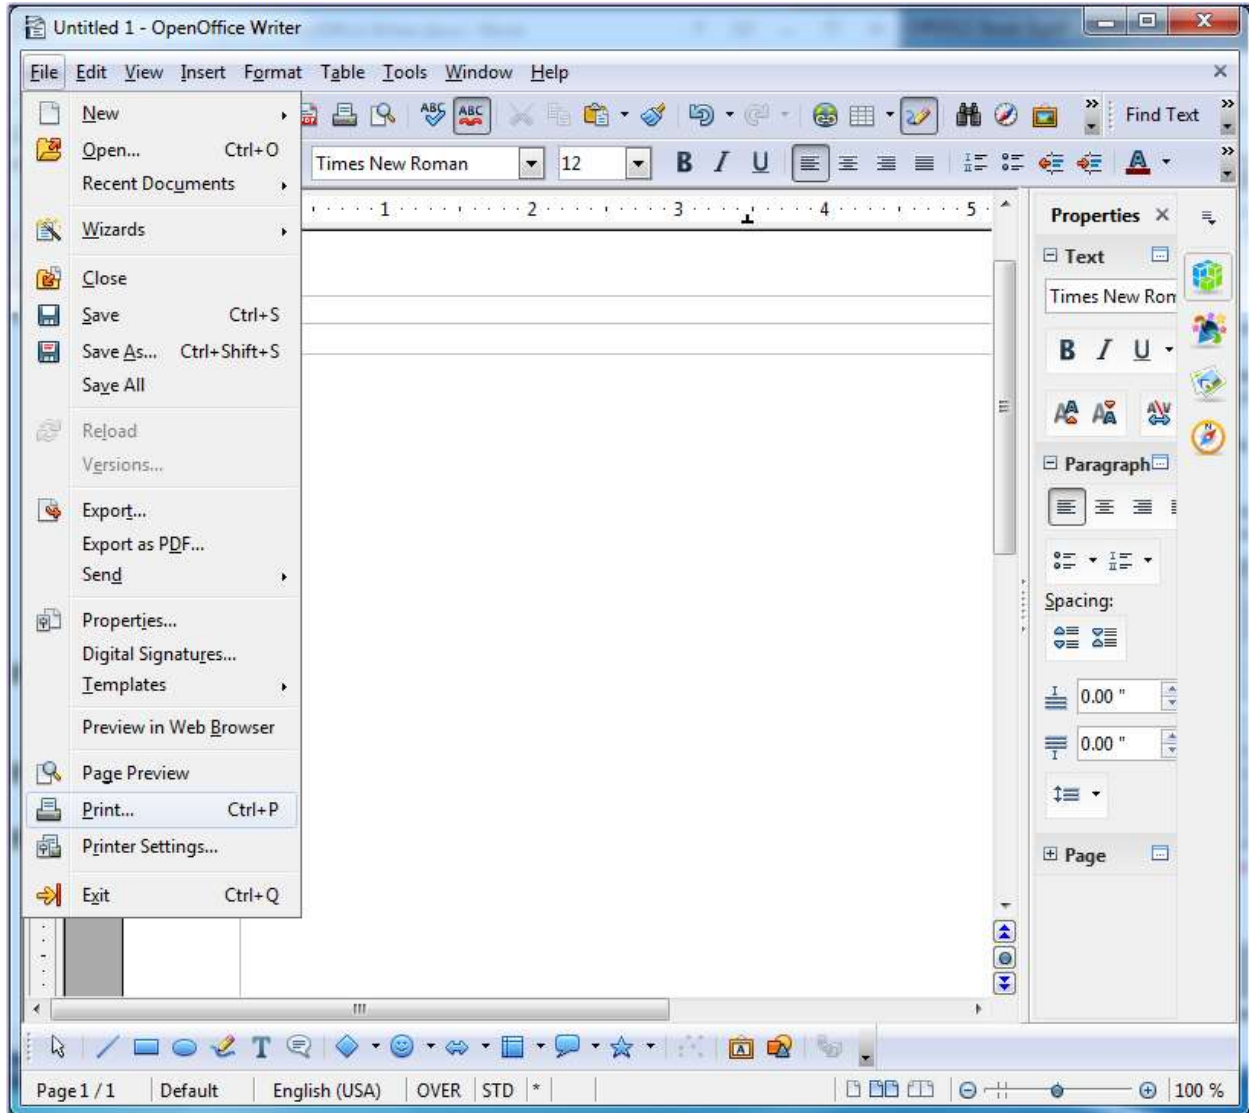 Untitled 1 - OpenOffice Writer
File Edit View Insert Format Table Tools Window Help
New
Find Text
Open... Ctrl+O
Times New Roman 12 B I U
Recent Documents
1 2 3 4 5
Properties
Wizards
Text
Close
Times New Rom
Save Ctrl+S
Save As... Ctrl+Shift+S
B I U
Save All
Reload
Versions...
Paragraph
Export...
Export as PDF...
Send
Spacing:
Properties...
Digital Signatures...
Templates
0.00 "
Preview in Web Browser
0.00 "
Page Preview
Print... Ctrl+P
Printer Settings...
Page
Exit Ctrl+Q
Page 1 / 1 Default English (USA) OVER STD * 100 %